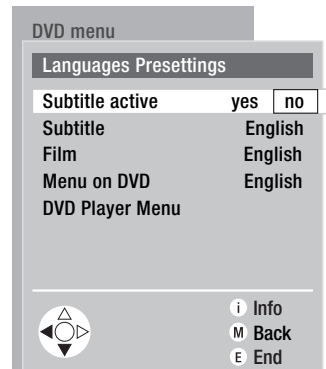 DVD menu
Languages Presettings
Subtitle active yes no
Subtitle English
Film English
Menu on DVD English
DVD Player Menu
i Info
M Back
E End